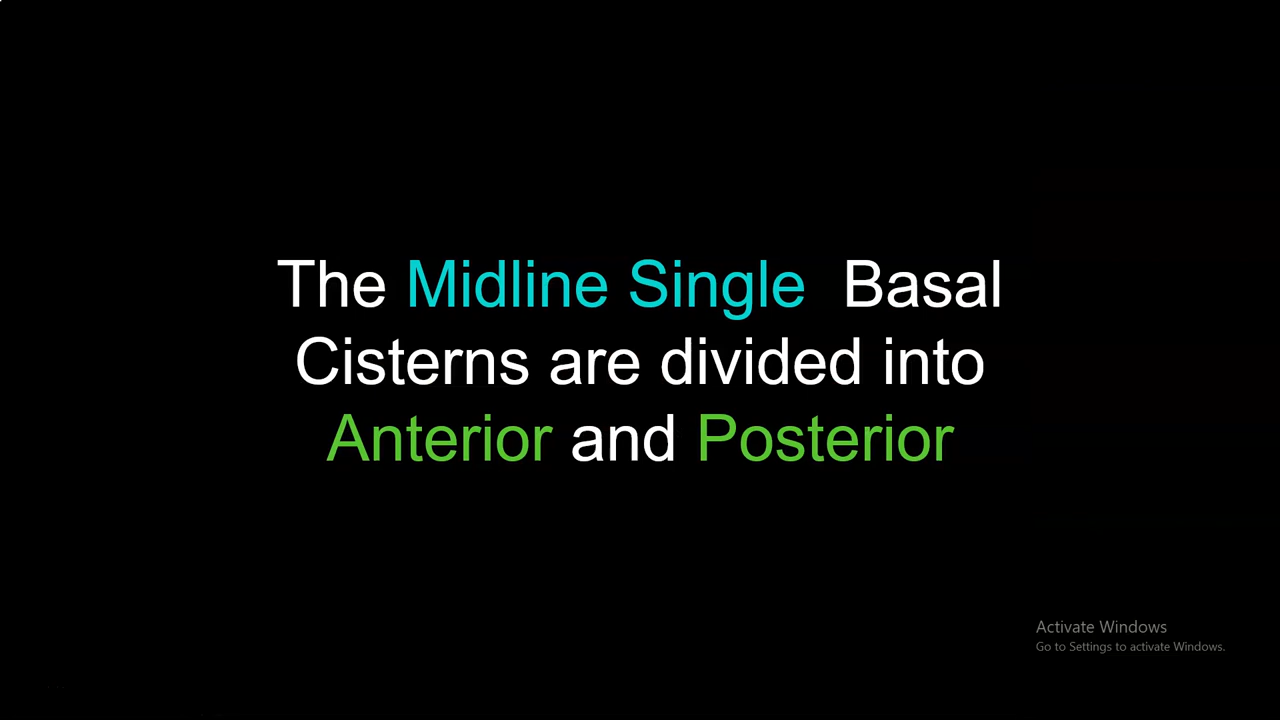 The Midline Single  Basal
Cisterns are divided into
Anterior and Posterior
Activate Windows
Go to Settings to activate Windows.